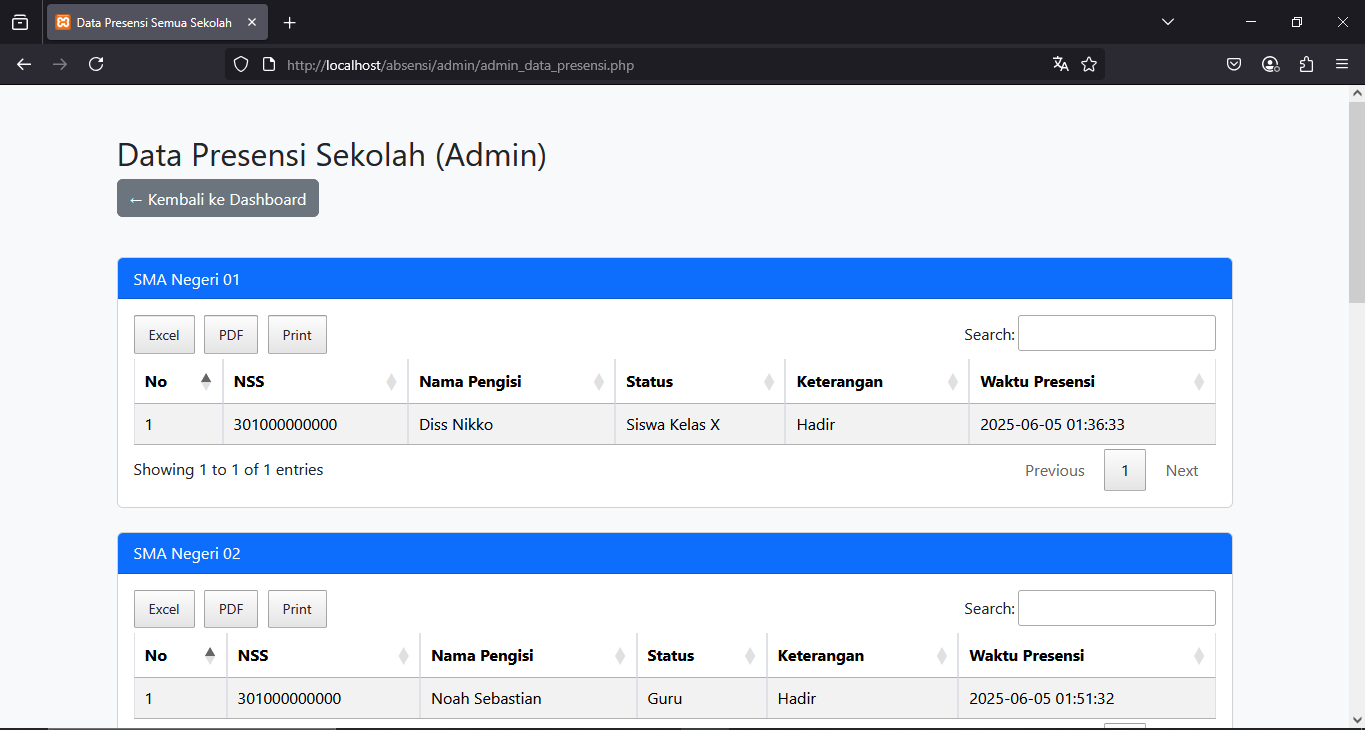 Data Presensi Semua Sekolah
http://localhost/absensi/admin/admin_data_presensi.php
Data Presensi Sekolah (Admin)
← Kembali ke Dashboard
SMA Negeri 01
Excel PDF Print Search:
No NSS Nama Pengisi Status Keterangan Waktu Presensi
1 301000000000 Diss Nikko Siswa Kelas X Hadir 2025-06-05 01:36:33
Showing 1 to 1 of 1 entries Previous 1 Next
SMA Negeri 02
Excel PDF Print Search:
No NSS Nama Pengisi Status Keterangan Waktu Presensi
1 301000000000 Noah Sebastian Guru Hadir 2025-06-05 01:51:32